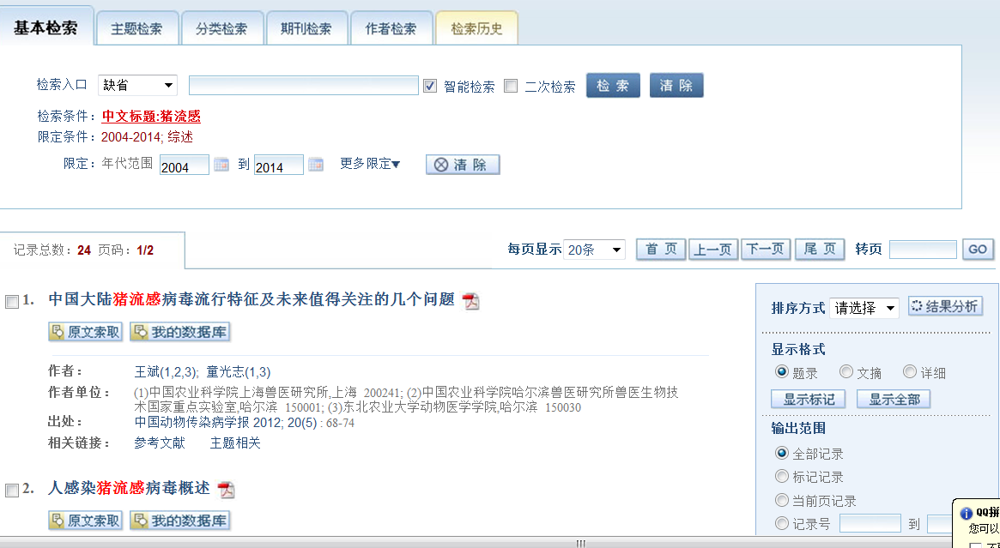 基本检索 主题检索 分类检索 期刊检索 作者检索 检索历史
检索入口 缺省 智能检索 二次检索 检 索 清 除
检索条件：中文标题:猪流感
限定条件：2004-2014; 综述
限定：年代范围 2004 到 2014 更多限定 清 除
记录总数：24 页码：1/2 每页显示 20条 首 页 上一页 下一页 尾 页 转页 GO
1. 中国大陆猪流感病毒流行特征及未来值得关注的几个问题
原文索取 我的数据库
作者： 王斌(1,2,3); 童光志(1,3)
作者单位： (1)中国农业科学院上海兽医研究所,上海 200241; (2)中国农业科学院哈尔滨兽医研究所兽医生物技
术国家重点实验室,哈尔滨 150001; (3)东北农业大学动物医学学院,哈尔滨 150030
出处： 中国动物传染病学报 2012; 20(5) : 68-74
相关链接： 参考文献 主题相关
2. 人感染猪流感病毒概述
原文索取 我的数据库
排序方式 请选择 结果分析
显示格式
题录 文摘 详细
显示标记 显示全部
输出范围
全部记录
标记记录
当前页记录
记录号 到
QQ拼
您可以